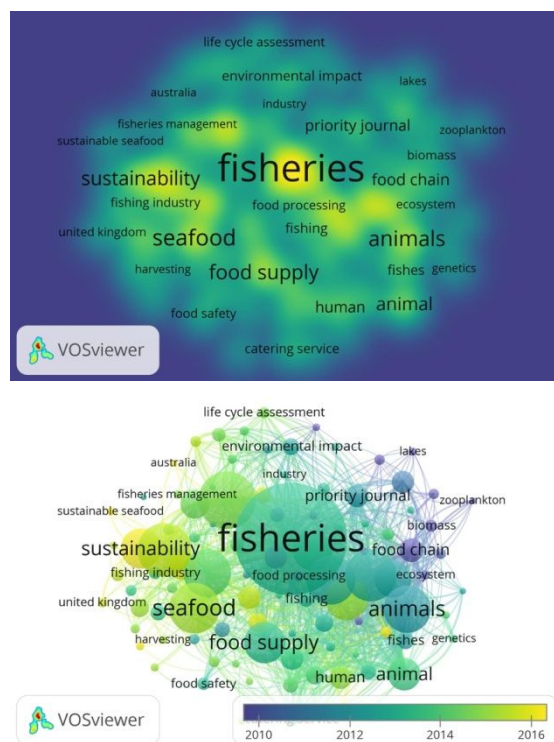 life cycle assessment
environmental impact
lakes
australia
industry
fisheries management
priority journal
zooplankton
sustainable seafood
biomass
fisheries
sustainability
food chain
fishing industry
food processing
ecosystem
united kingdom
fishing
seafood
animals
harvesting
food supply
fishes
genetics
food safety
human
animal
VOSviewer
catering service
life cycle assessment
environmental impact
lakes
australia
industry
fisheries management
priority journal
zooplankton
sustainable seafood
biomass
fisheries
sustainability
food chain
fishing industry
food processing
ecosystem
united kingdom
fishing
seafood
animals
harvesting
food supply
fishes
genetics
food safety
human
animal
VOSviewer
2010 2012 2014 2016